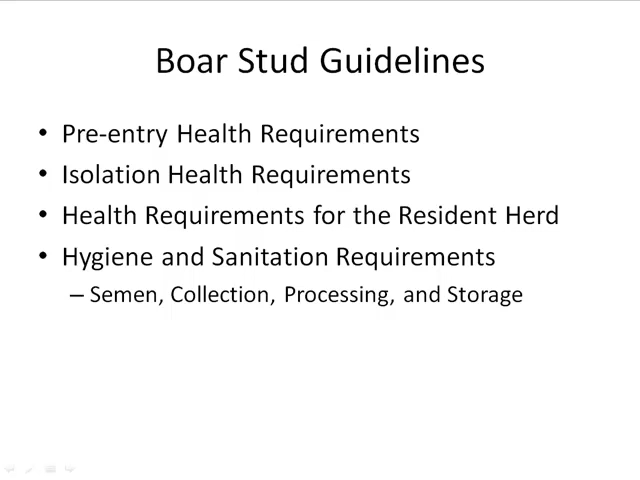 Boar Stud Guidelines
• Pre-entry Health Requirements
• Isolation Health Requirements
• Health Requirements for the Resident Herd
• Hygiene and Sanitation Requirements
– Semen, Collection, Processing, and Storage